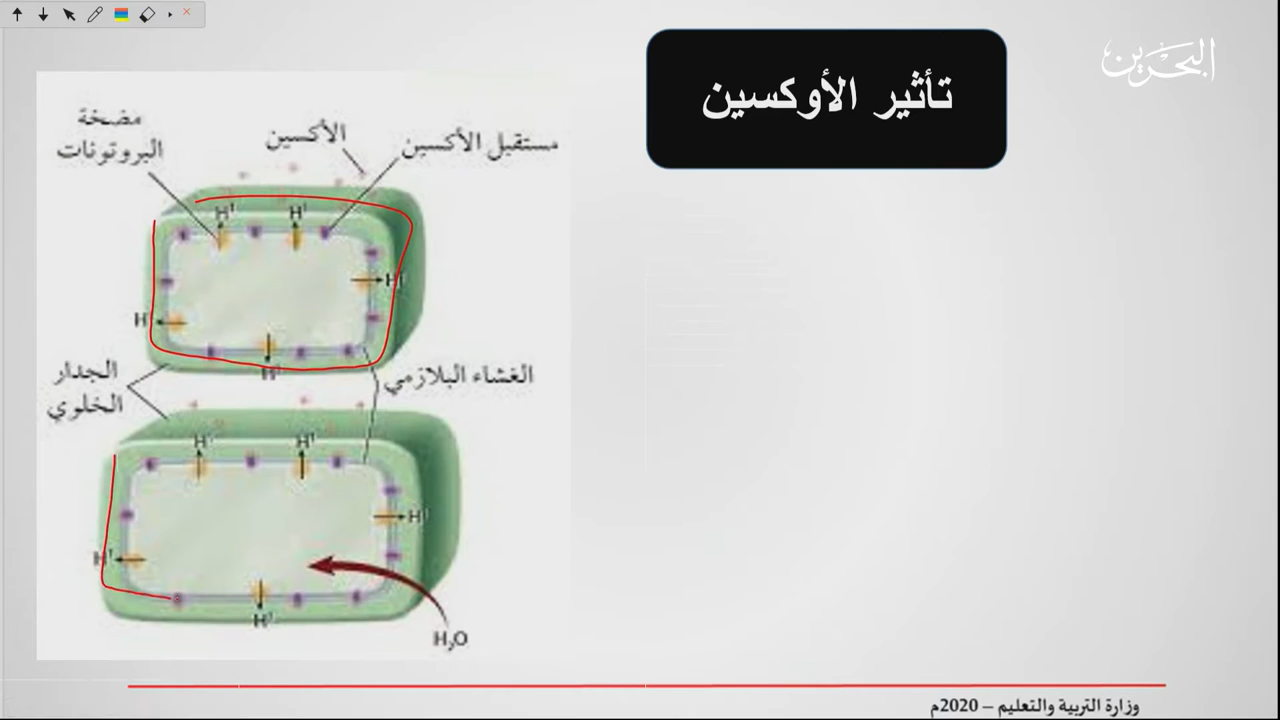 البحرين
تأثير الأوكسين
مضخة
البروتونات
الأكسين
مستقبل الأكسين
H⁺
H⁺
H⁺
H⁺
H⁺
الجدار
الخلوي
الغشاء البلازمي
H⁺
H⁺
H⁺
H⁺
H⁺
H₂O
وزارة التربية والتعليم – 2020م